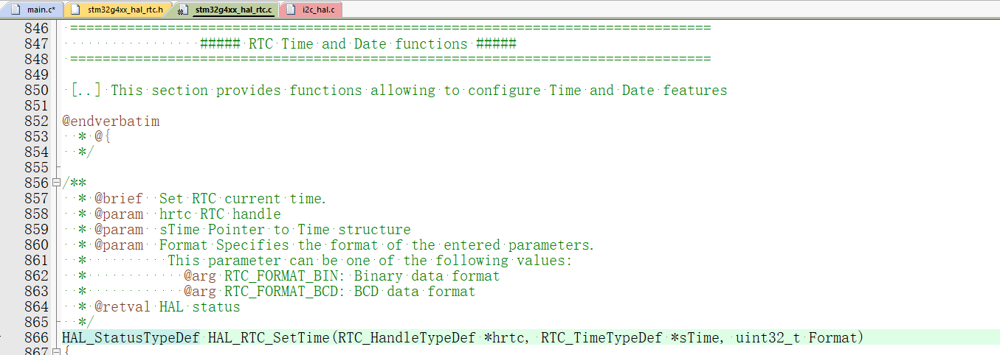 main.c* stm32g4xx_hal_rtc.h stm32g4xx_hal_rtc.c i2c_hal.c
846 ===============================================================================
847 ##### RTC Time and Date functions #####
848 ===============================================================================
849
850 [..] This section provides functions allowing to configure Time and Date features
851
852 @endverbatim
853 * @{
854 */
855
856 /**
857 * @brief Set RTC current time.
858 * @param hrtc RTC handle
859 * @param sTime Pointer to Time structure
860 * @param Format Specifies the format of the entered parameters.
861 * This parameter can be one of the following values:
862 * @arg RTC_FORMAT_BIN: Binary data format
863 * @arg RTC_FORMAT_BCD: BCD data format
864 * @retval HAL status
865 */
866 HAL_StatusTypeDef HAL_RTC_SetTime(RTC_HandleTypeDef *hrtc, RTC_TimeTypeDef *sTime, uint32_t Format)
867 {